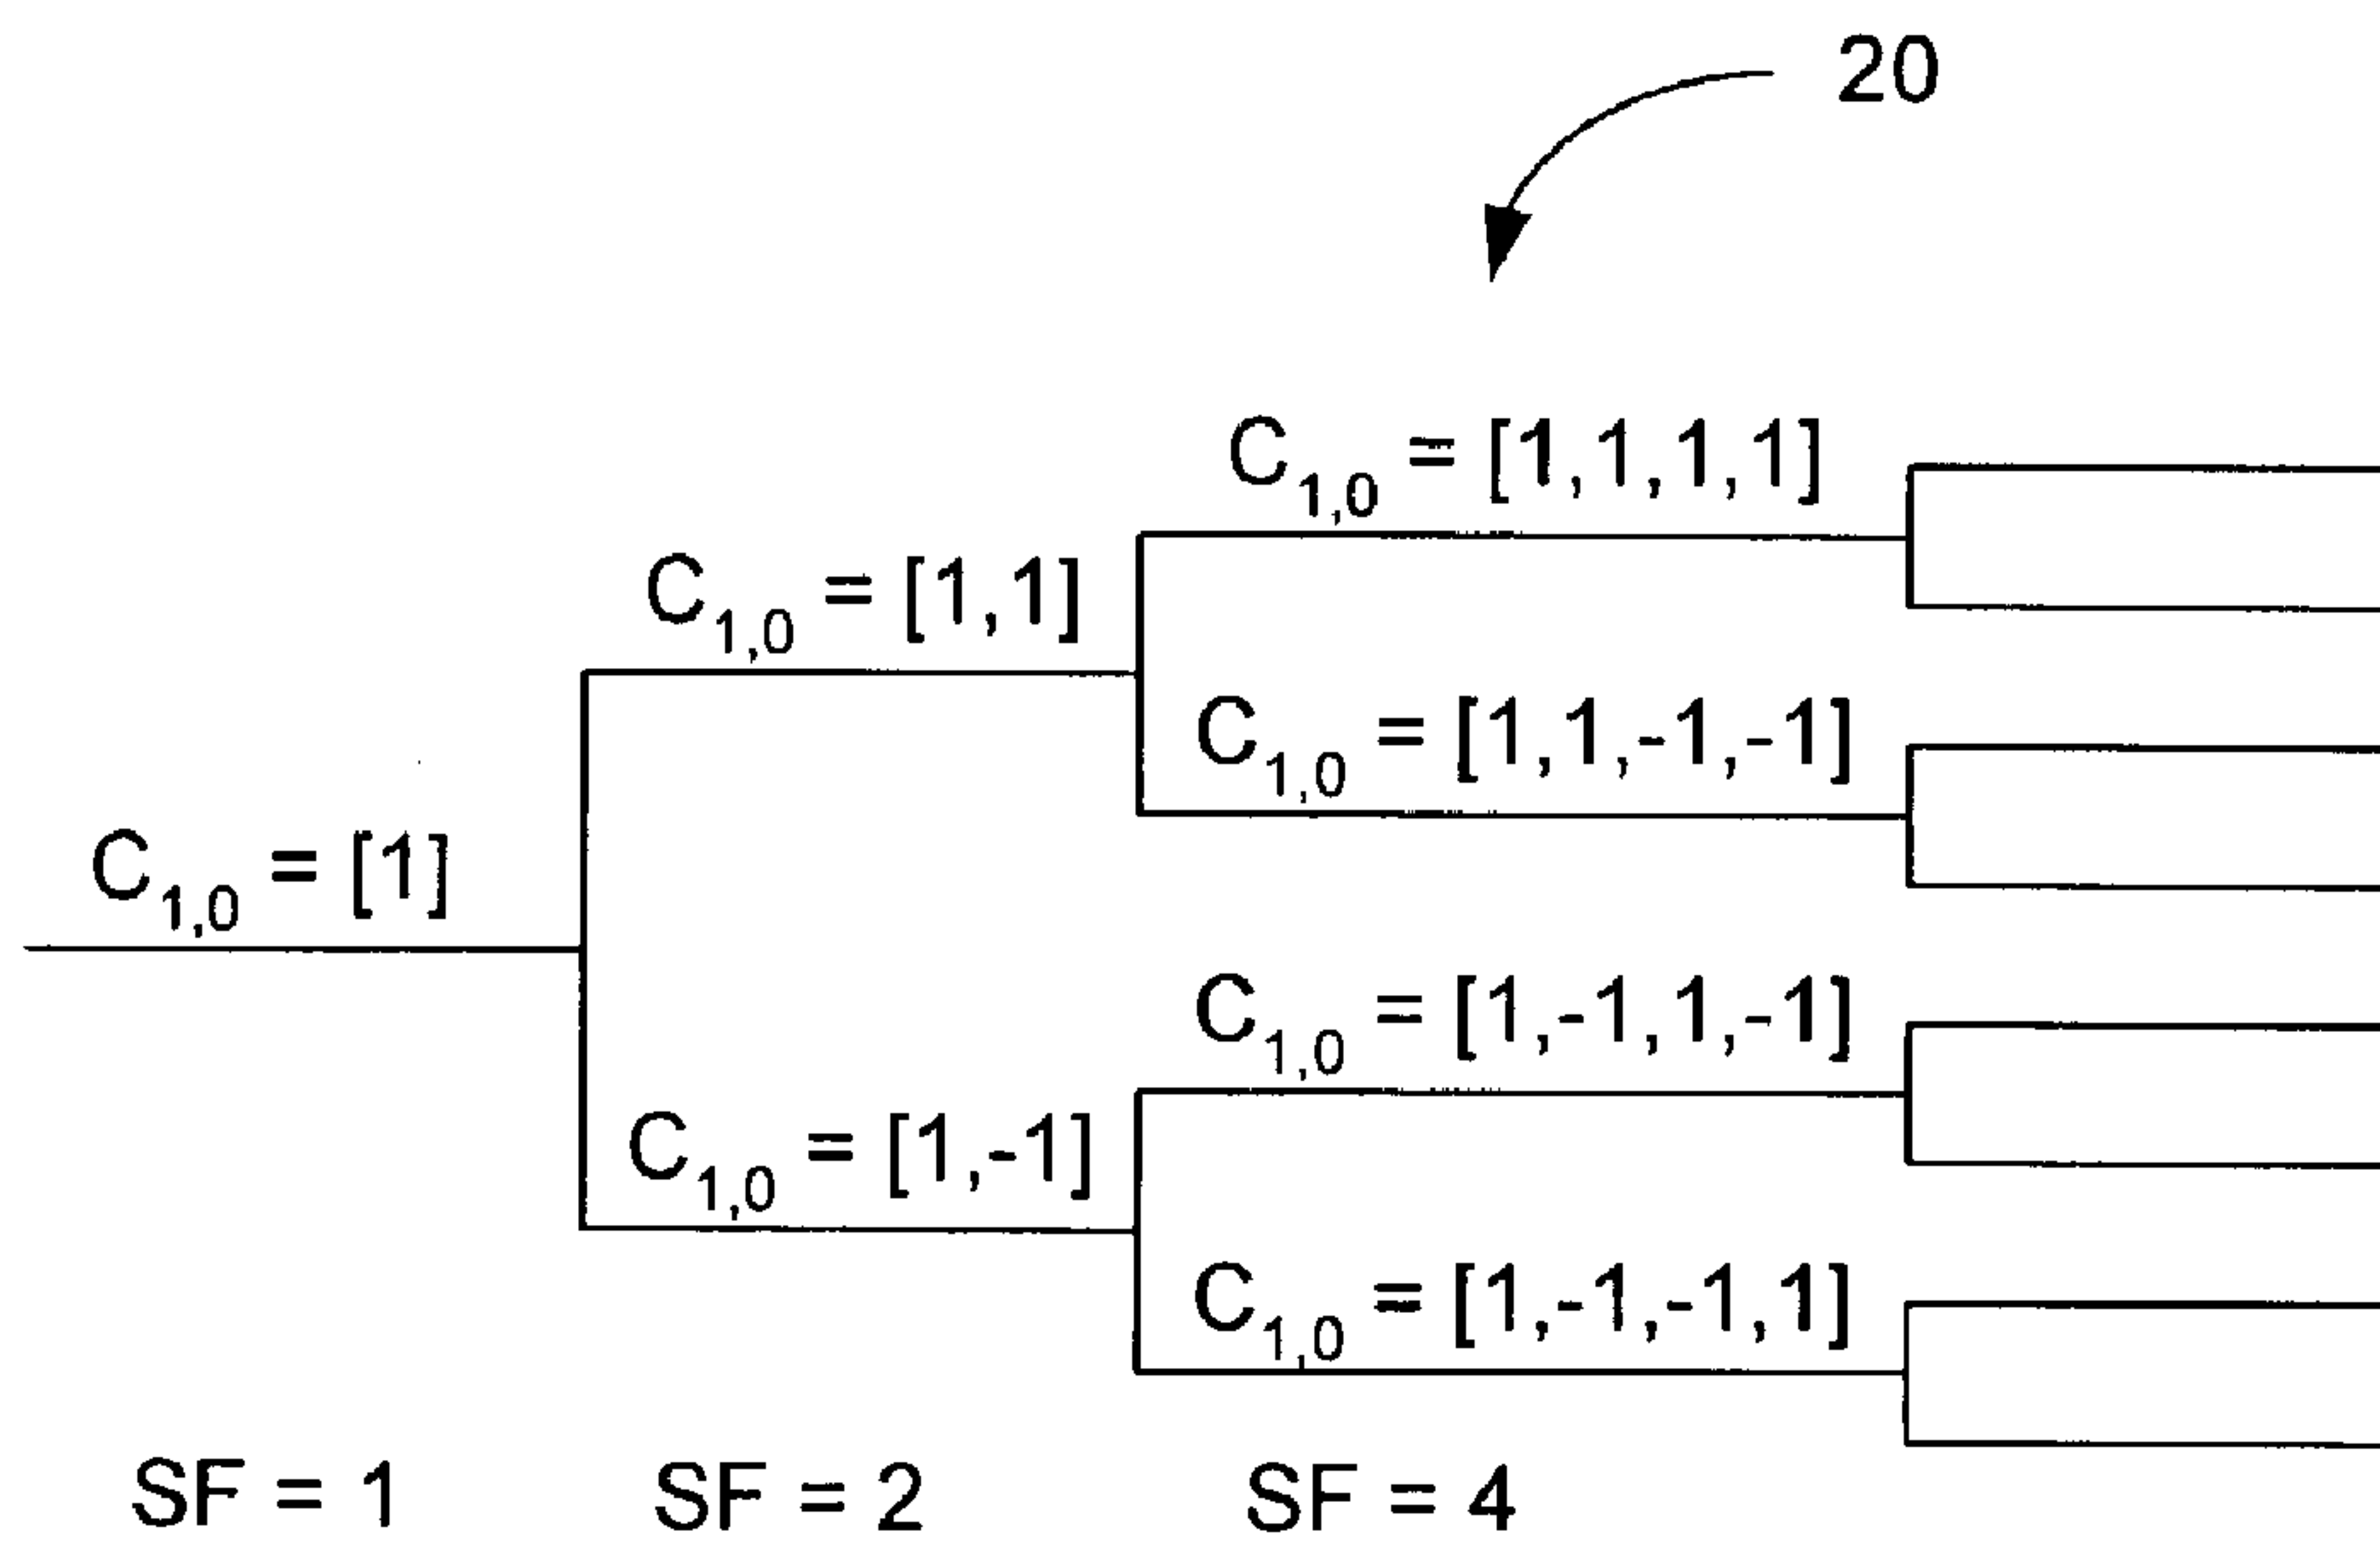 20
C1,0 = [1,1,1,1]
C1,0 = [1,1]
C1,0 = [1,1,-1,-1]
C1,0 = [1]
C1,0 = [1,-1,1,-1]
C1,0 = [1,-1]
C1,0 = [1,-1,-1,1]
SF = 1 SF = 2 SF = 4